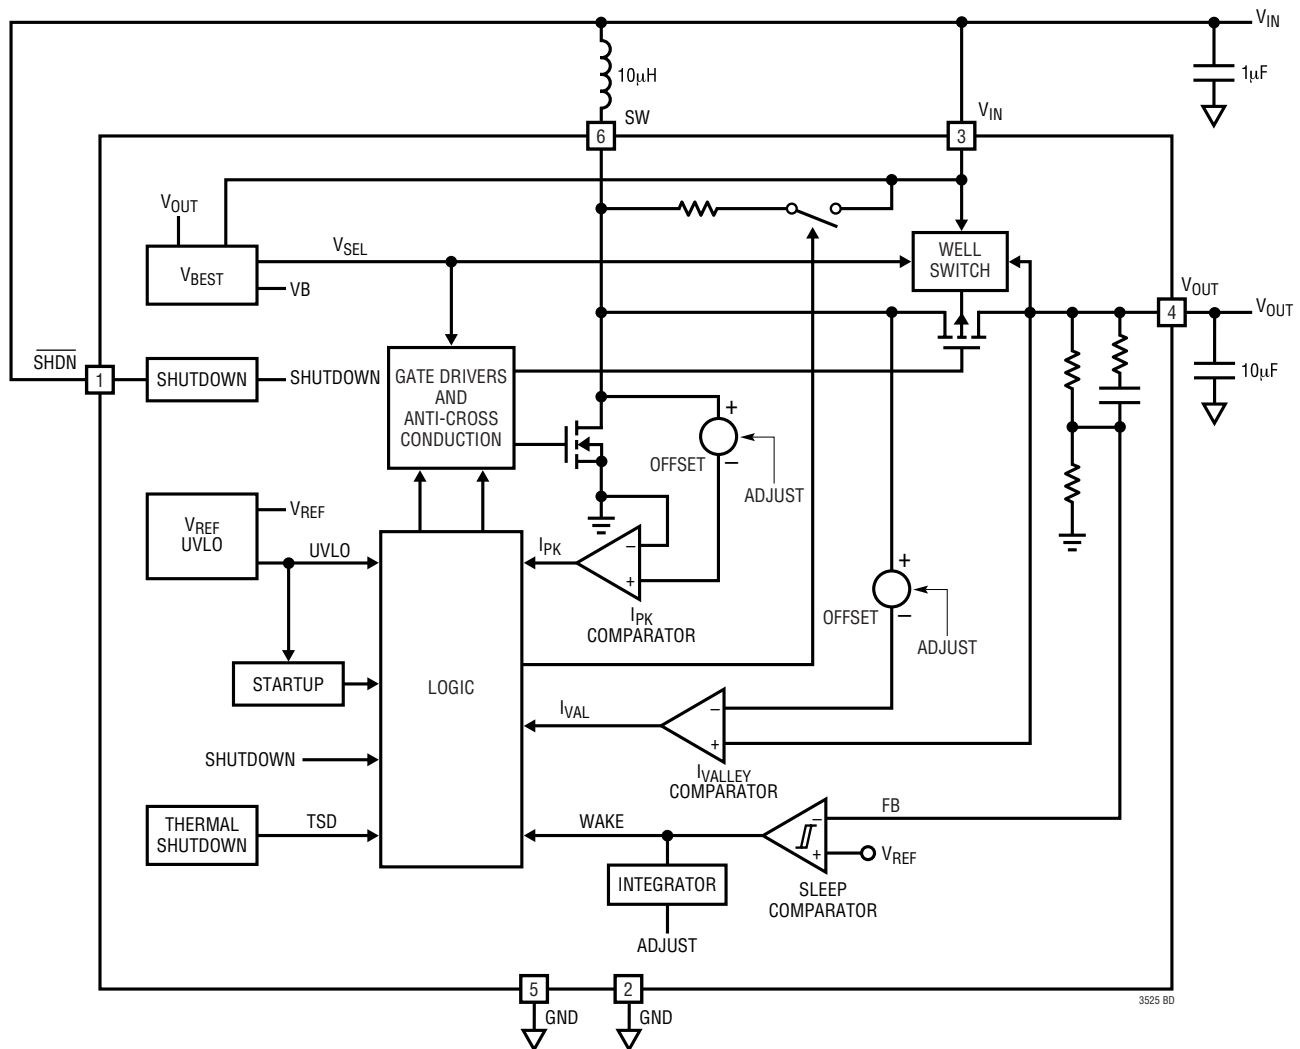 VIN
10µH
1µF
SW
VIN
6
3
VOUT
VSEL
WELL
SWITCH
VBEST
VB
VOUT
4
VOUT
SHDN
1
SHUTDOWN
SHUTDOWN
GATE DRIVERS
AND
ANTI-CROSS
CONDUCTION
10µF
+
OFFSET
–
ADJUST
VREF
UVLO
VREF
UVLO
IPK
–
+
IPK
COMPARATOR
+
OFFSET
–
ADJUST
STARTUP
LOGIC
IVAL
–
+
IVALLEY
COMPARATOR
SHUTDOWN
THERMAL
SHUTDOWN
TSD
WAKE
FB
–
+
VREF
SLEEP
COMPARATOR
INTEGRATOR
ADJUST
5
2
GND
GND
3525 BD